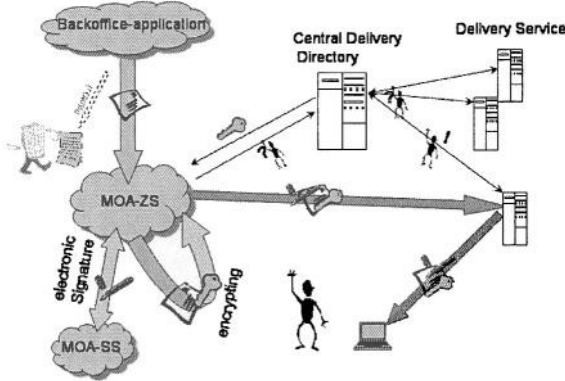 Backoffice-application
Central Delivery
Directory
Delivery Service
MOA-ZS
electronic
Signature
encrypting
MOA-SS